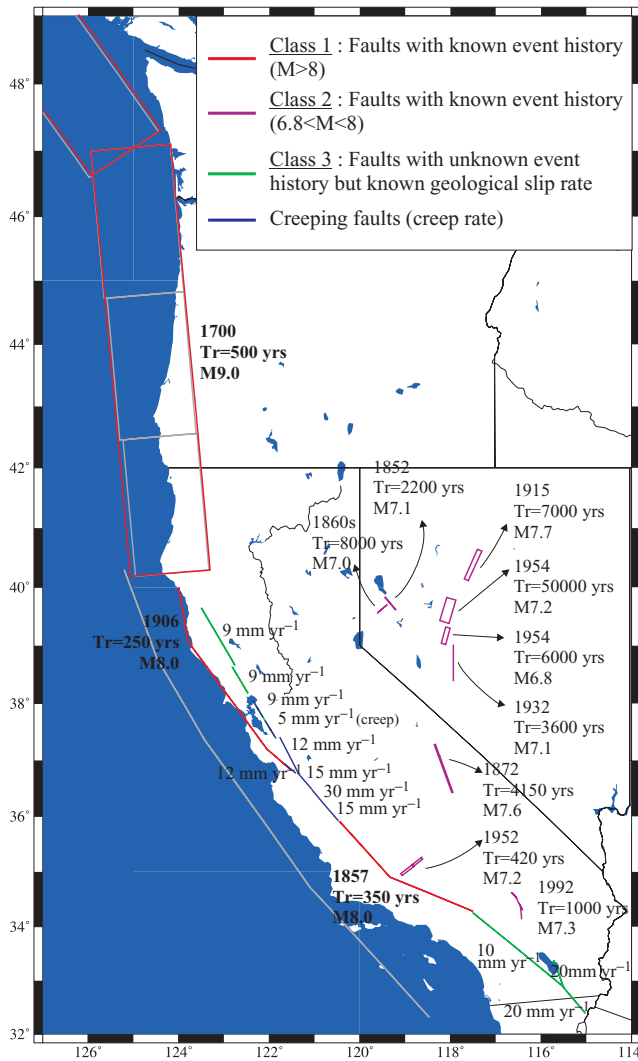 Class 1 : Faults with known event history
(M>8)
Class 2 : Faults with known event history
(6.8<M<8)
Class 3 : Faults with unknown event
history but known geological slip rate
Creeping faults (creep rate)
48°
46°
44°
42°
40°
38°
36°
34°
32°
1700
Tr=500 yrs
M9.0
1852
Tr=2200 yrs
M7.1
1860s
Tr=8000 yrs
M7.0
1915
Tr=7000 yrs
M7.7
1954
Tr=50000 yrs
M7.2
1954
Tr=6000 yrs
M6.8
1932
Tr=3600 yrs
M7.1
1906
Tr=250 yrs
M8.0
9 mm yr⁻¹
9 mm yr⁻¹
9 mm yr⁻¹
5 mm yr⁻¹(creep)
12 mm yr⁻¹
12 mm yr⁻¹
15 mm yr⁻¹
30 mm yr⁻¹
15 mm yr⁻¹
1872
Tr=4150 yrs
M7.6
1952
Tr=420 yrs
M7.2
1857
Tr=350 yrs
M8.0
1992
Tr=1000 yrs
M7.3
10
mm yr⁻¹
20mm yr⁻¹
20 mm yr⁻¹
126°
124°
122°
120°
118°
116°
114°